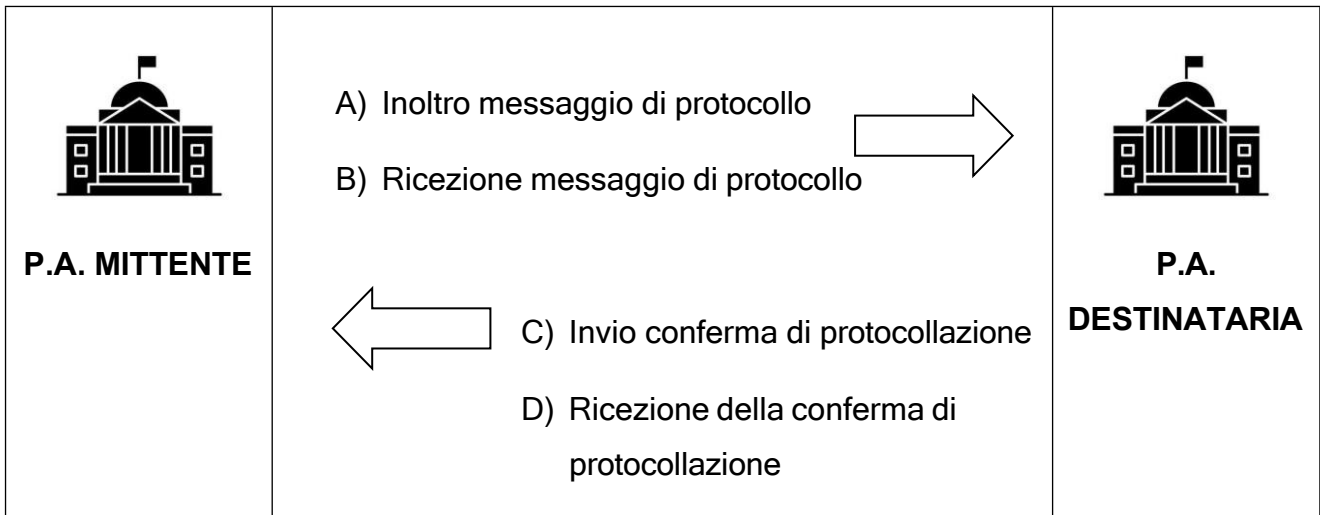 P.A. MITTENTE
A) Inoltro messaggio di protocollo
B) Ricezione messaggio di protocollo
C) Invio conferma di protocollazione
D) Ricezione della conferma di
protocollazione
P.A.
DESTINATARIA